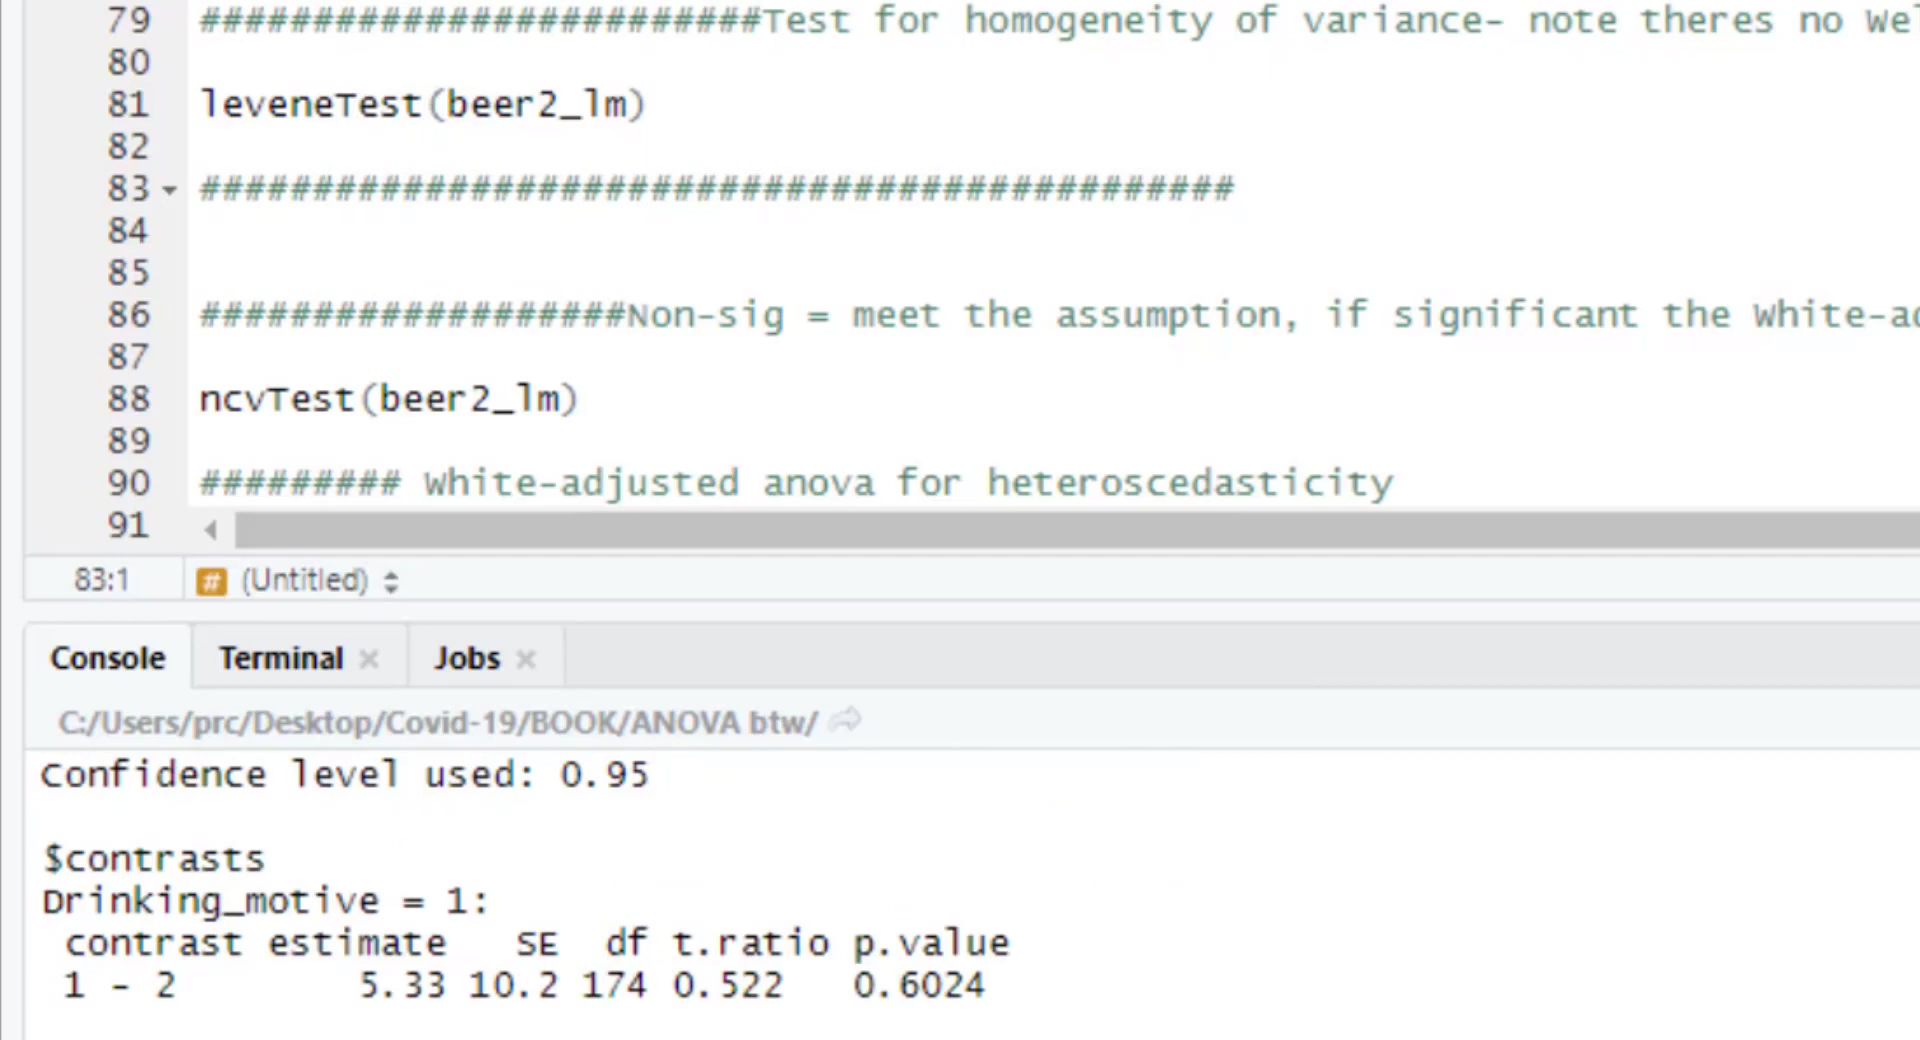 79 #########################Test for homogeneity of variance- note theres no
80
81 leveneTest(beer2_lm)
82
83 ##############################################
84
85
86 ###################Non-sig = meet the assumption, if significant the
87
88 ncvTest(beer2_lm)
89
90 ######### White-adjusted anova for heteroscedasticity
91
83:1 # (Untitled)
Console Terminal Jobs
C:/Users/prc/Desktop/Covid-19/BOOK/ANOVA btw/
Confidence level used: 0.95
$contrasts
Drinking_motive = 1:
contrast estimate SE df t.ratio p.value
1 - 2 5.33 10.2 174 0.522 0.6024